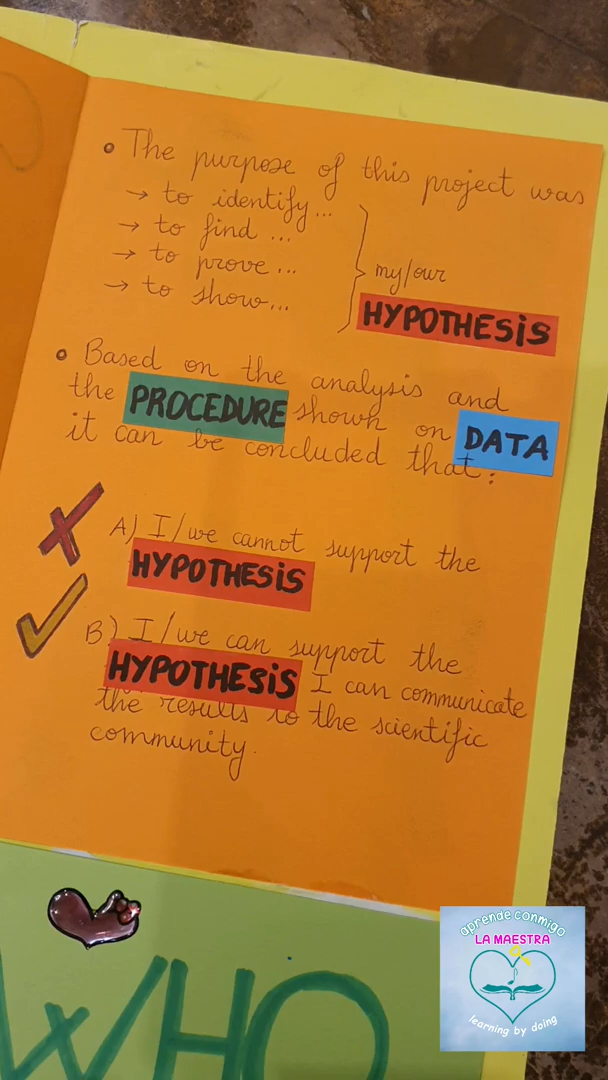 • The purpose of this project was
→ to identify...
→ to find ...
→ to prove...
→ to show...
my/our
HYPOTHESIS
• Based on the analysis and
the PROCEDURE shown on DATA
it can be concluded that:
A) I/we cannot support the
HYPOTHESIS
B) I/we can support the
HYPOTHESIS I can communicate
the results to the scientific
community.
WHO
aprende conmigo
LA MAESTRA
learning by doing